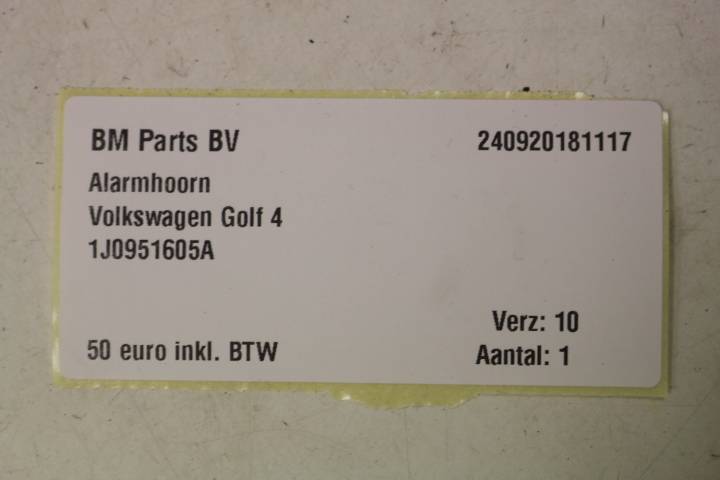 BM Parts BV 240920181117
Alarmhoorn
Volkswagen Golf 4
1J0951605A
Verz: 10
50 euro inkl. BTW Aantal: 1